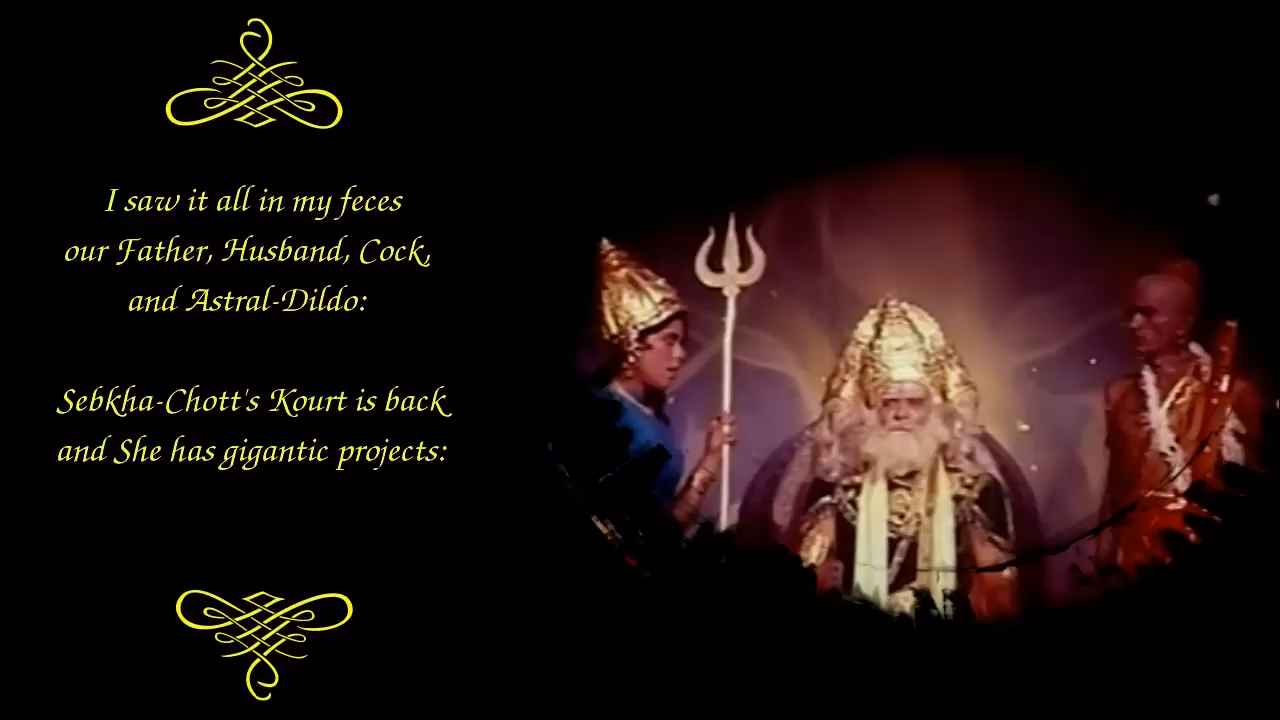 I saw it all in my feces
our Father, Husband, Cock,
and Astral-Dildo:
Sebkha-Chott's Kourt is back
and She has gigantic projects: